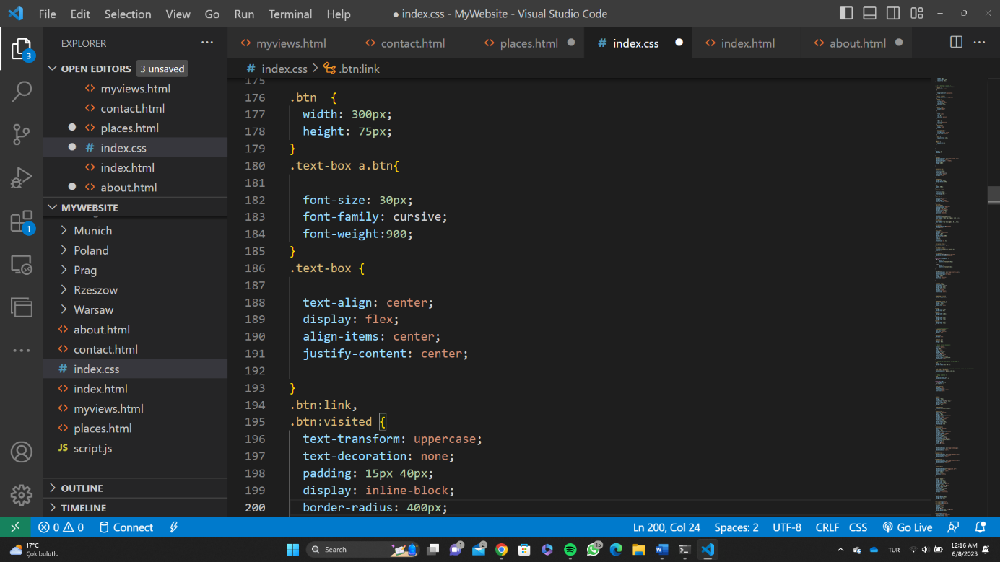 File Edit Selection View Go Run Terminal Help
● index.css - MyWebsite - Visual Studio Code
EXPLORER
myviews.html contact.html places.html # index.css index.html about.html
3
OPEN EDITORS 3 unsaved
myviews.html
contact.html
places.html
# index.css
index.html
about.html
MYWEBSITE
Munich
Poland
Prag
Rzeszow
Warsaw
about.html
contact.html
# index.css
index.html
myviews.html
places.html
JS script.js
OUTLINE
TIMELINE
1
# index.css > .btn:link
175
176 .btn  {
177 width: 300px;
178 height: 75px;
179 }
180 .text-box a.btn{
181
182 font-size: 30px;
183 font-family: cursive;
184 font-weight:900;
185 }
186 .text-box {
187
188 text-align: center;
189 display: flex;
190 align-items: center;
191 justify-content: center;
192
193 }
194 .btn:link,
195 .btn:visited {
196 text-transform: uppercase;
197 text-decoration: none;
198 padding: 15px 40px;
199 display: inline-block;
200 border-radius: 400px;
0 0 Connect
Ln 200, Col 24 Spaces: 2 UTF-8 CRLF CSS Go Live
17°C
Çok bulutlu
Search
1 2 15
TUR
12:16 AM
6/8/2023